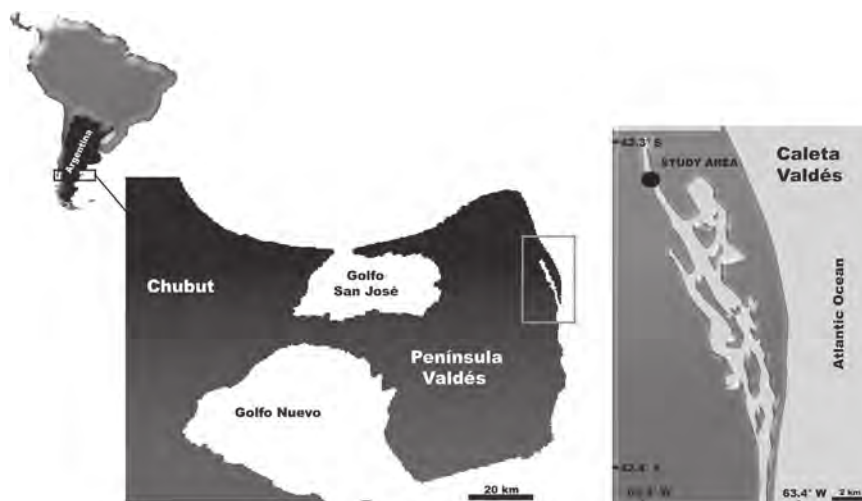 Argentina
Chubut
Golfo
San José
Península
Valdés
Golfo Nuevo
20 km
42.3° S
STUDY AREA
Caleta
Valdés
Atlantic Ocean
63.4° W
2 km